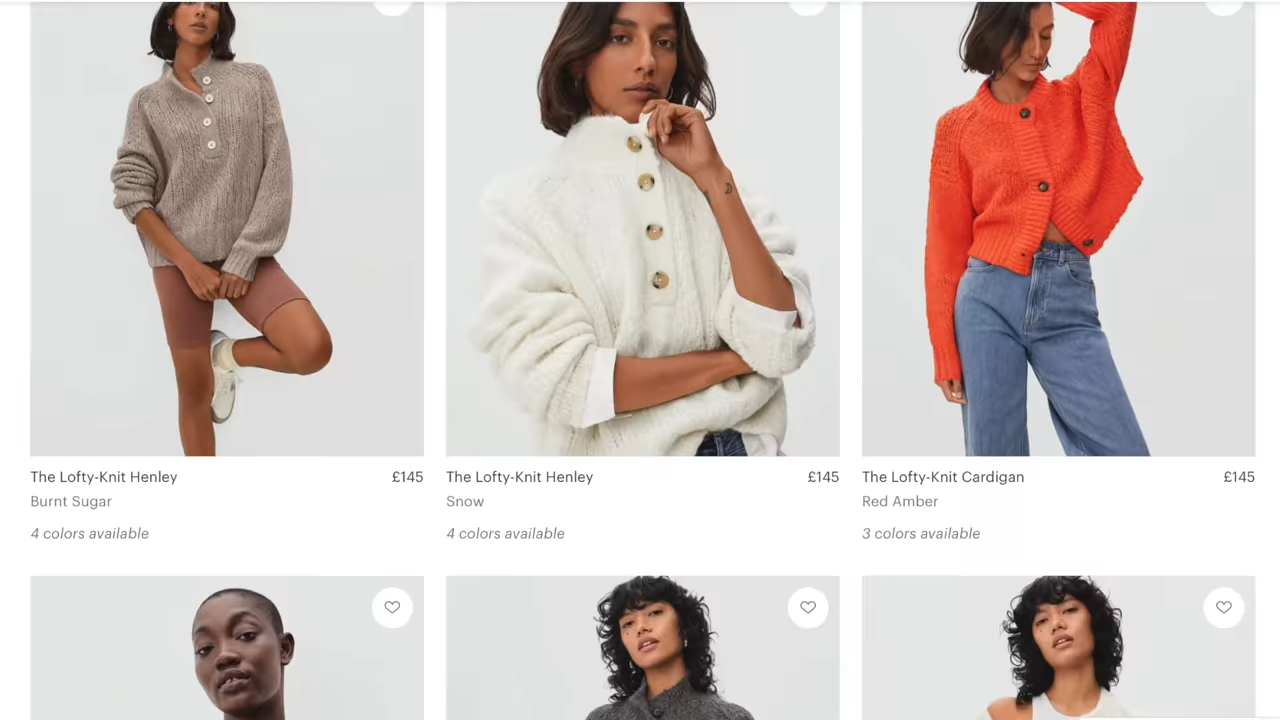 The Lofty-Knit Henley £145
Burnt Sugar
4 colors available
The Lofty-Knit Henley £145
Snow
4 colors available
The Lofty-Knit Cardigan £145
Red Amber
3 colors available